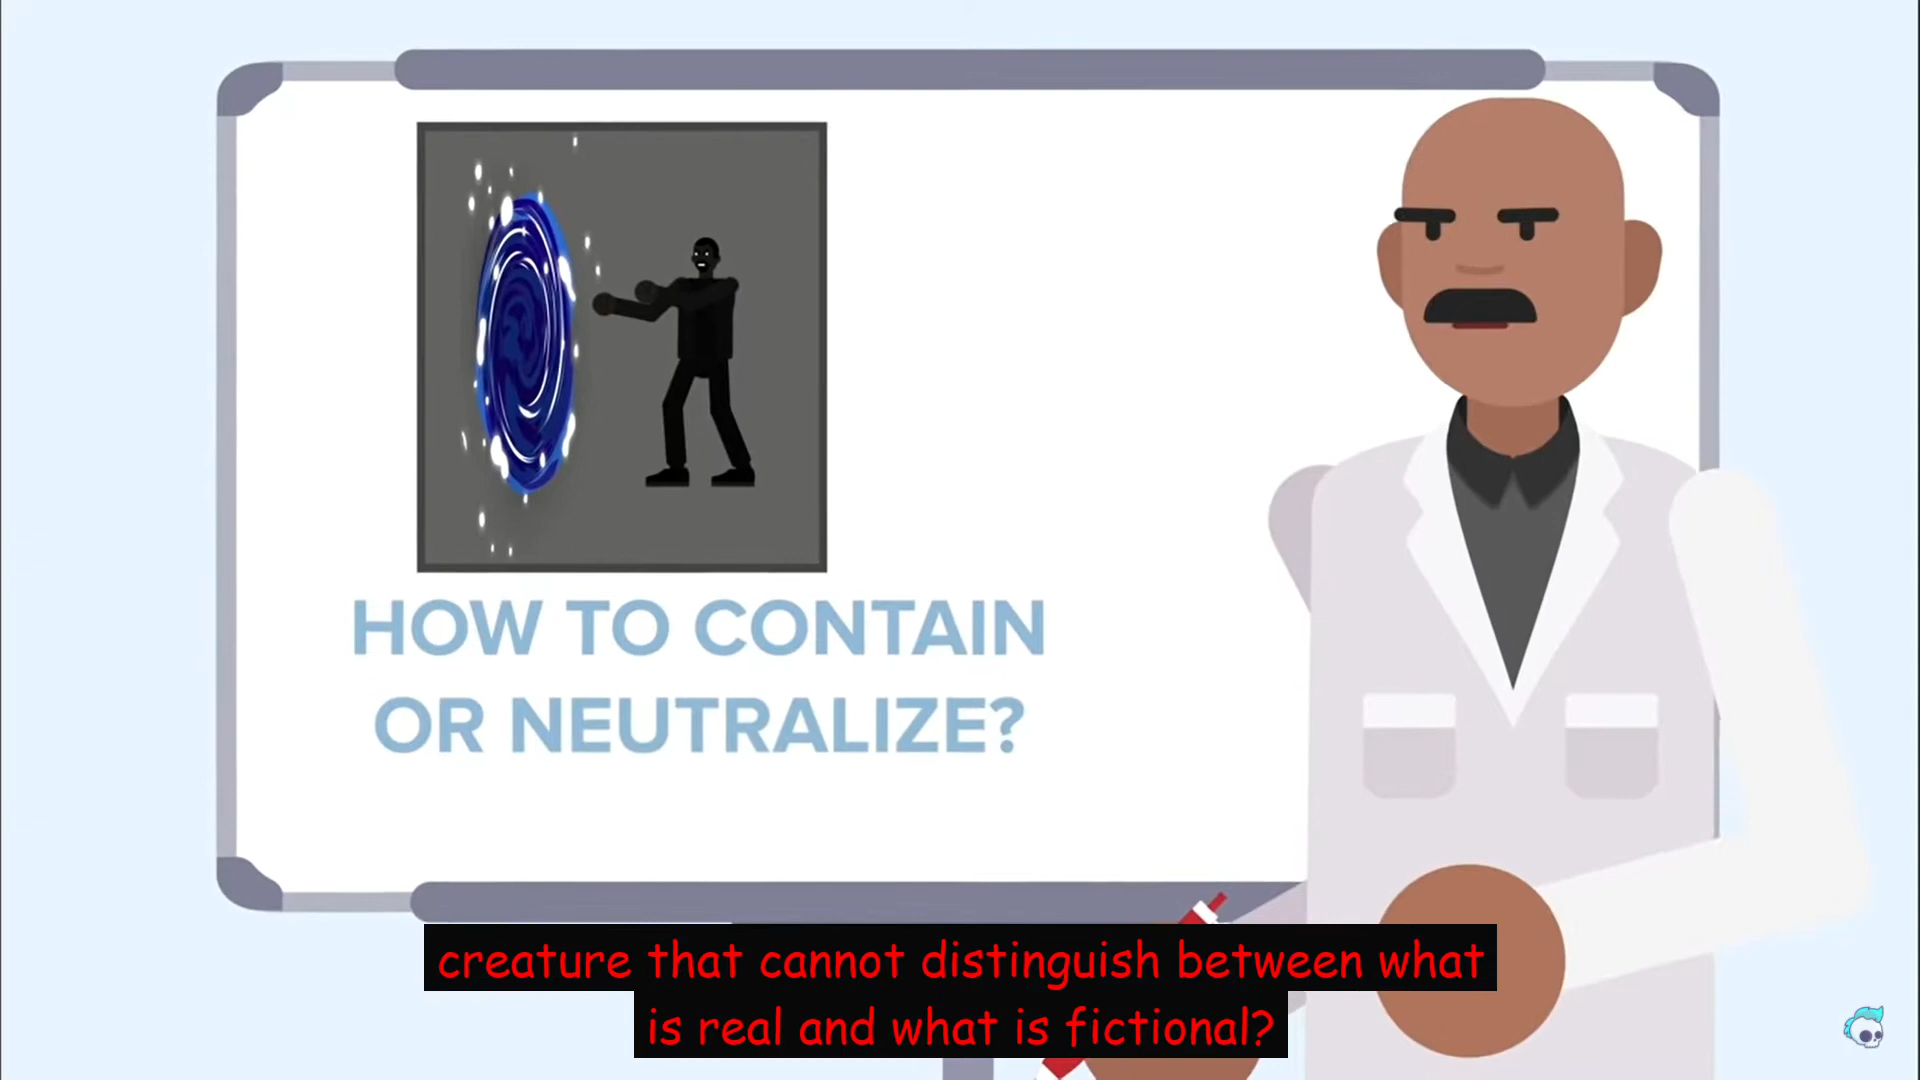 HOW TO CONTAIN
OR NEUTRALIZE?
creature that cannot distinguish between what
is real and what is fictional?